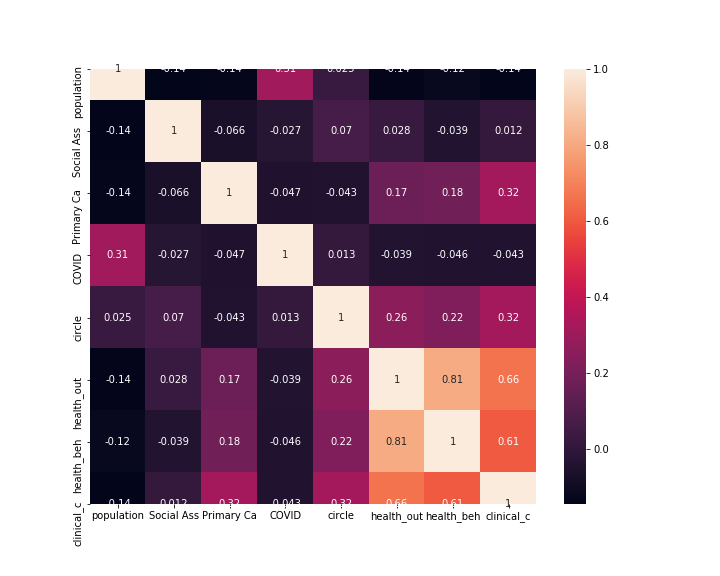 population 1 -0.14 -0.14 0.31 0.025 -0.14 -0.12 -0.14
Social Ass -0.14 1 -0.066 -0.027 0.07 0.028 -0.039 0.012
Primary Ca -0.14 -0.066 1 -0.047 -0.043 0.17 0.18 0.32
COVID 0.31 -0.027 -0.047 1 0.013 -0.039 -0.046 -0.043
circle 0.025 0.07 -0.043 0.013 1 0.26 0.22 0.32
health_out -0.14 0.028 0.17 -0.039 0.26 1 0.81 0.66
health_beh -0.12 -0.039 0.18 -0.046 0.22 0.81 1 0.61
clinical_c -0.14 0.012 0.32 -0.043 0.32 0.66 0.61 1
population Social Ass Primary Ca COVID circle health_out health_beh clinical_c
1.0
0.8
0.6
0.4
0.2
0.0